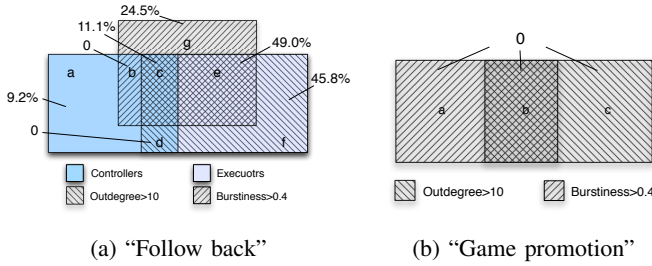 24.5%
11.1%
0
g
49.0%
a
b
c
e
45.8%
9.2%
0
d
f
Controllers
Execuotrs
Outdegree>10
Burstiness>0.4
(a) “Follow back”
0
a
b
c
Outdegree>10
Burstiness>0.4
(b) “Game promotion”